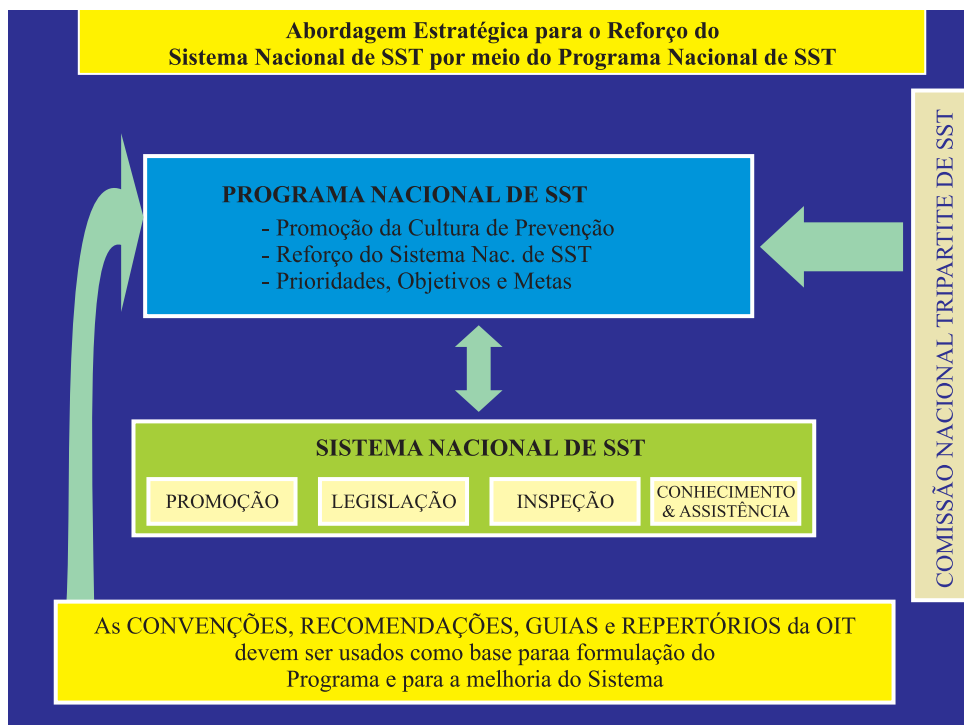 Abordagem Estratégica para o Reforço do
Sistema Nacional de SST por meio do Programa Nacional de SST
PROGRAMA NACIONAL DE SST
- Promoção da Cultura de Prevenção
- Reforço do Sistema Nac. de SST
- Prioridades, Objetivos e Metas
COMISSÃO NACIONAL TRIPARTITE DE SST
SISTEMA NACIONAL DE SST
PROMOÇÃO
LEGISLAÇÃO
INSPEÇÃO
CONHECIMENTO
& ASSISTÊNCIA
As CONVENÇÕES, RECOMENDAÇÕES, GUIAS e REPERTÓRIOS da OIT
devem ser usados como base paraa formulação do
Programa e para a melhoria do Sistema